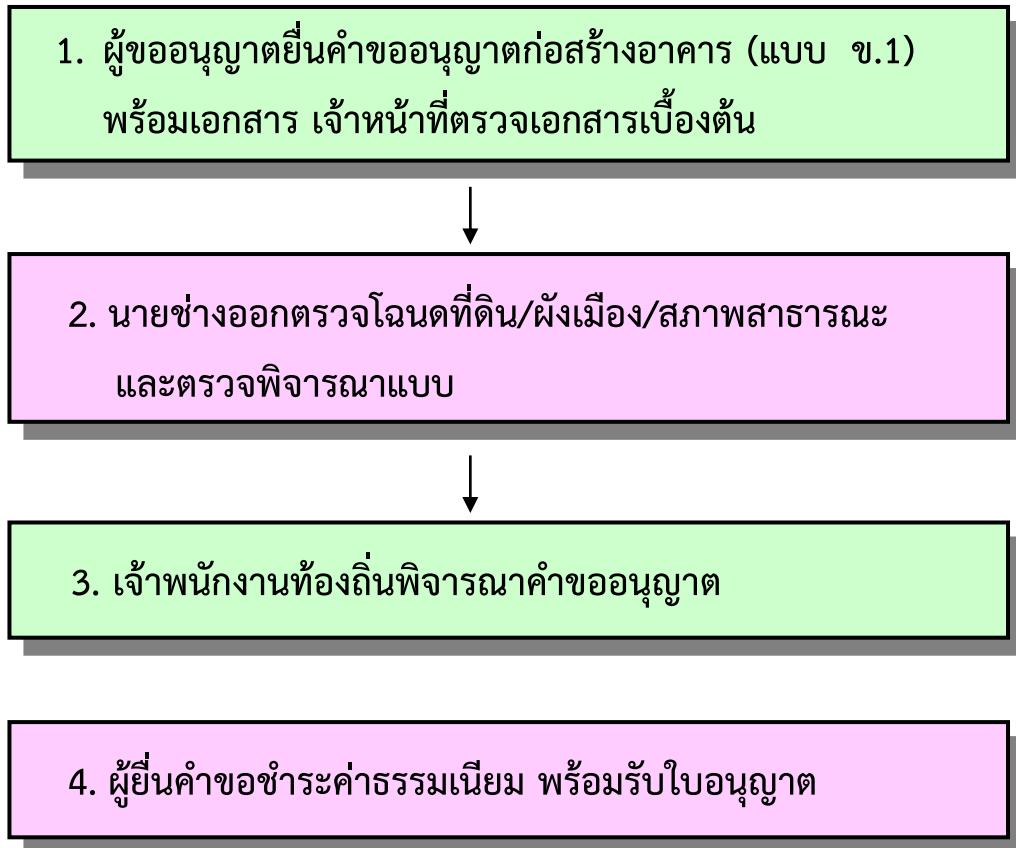 1. ผู้ขออนุญาตยื่นคำขออนุญาตก่อสร้างอาคาร (แบบ ข.1)
พร้อมเอกสาร เจ้าหน้าที่ตรวจเอกสารเบื้องต้น
2. นายช่างออกตรวจโฉนดที่ดิน/ผังเมือง/สภาพสาธารณะ
และตรวจพิจารณาแบบ
3. เจ้าพนักงานท้องถิ่นพิจารณาคำขออนุญาต
4. ผู้ยื่นคำขอชำระค่าธรรมเนียม พร้อมรับใบอนุญาต